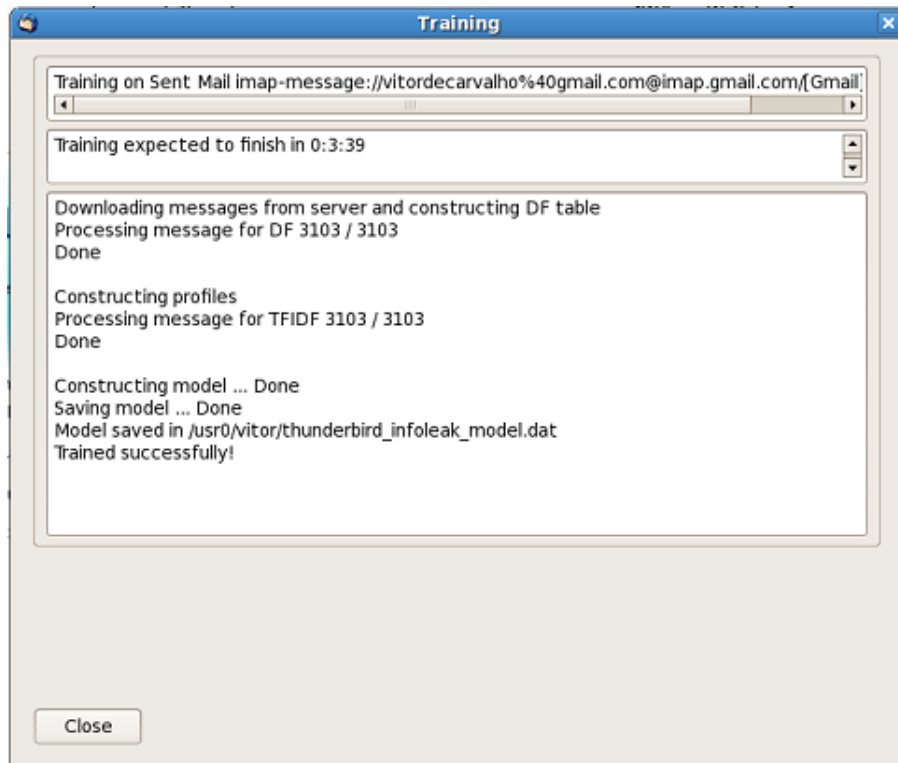 Training
Training on Sent Mail imap-message://vitordecarvalho%40gmail.com@imap.gmail.com/[Gmail]
Training expected to finish in 0:3:39
Downloading messages from server and constructing DF table
Processing message for DF 3103 / 3103
Done
Constructing profiles
Processing message for TFIDF 3103 / 3103
Done
Constructing model ... Done
Saving model ... Done
Model saved in /usr0/vitor/thunderbird_infoleak_model.dat
Trained successfully!
Close